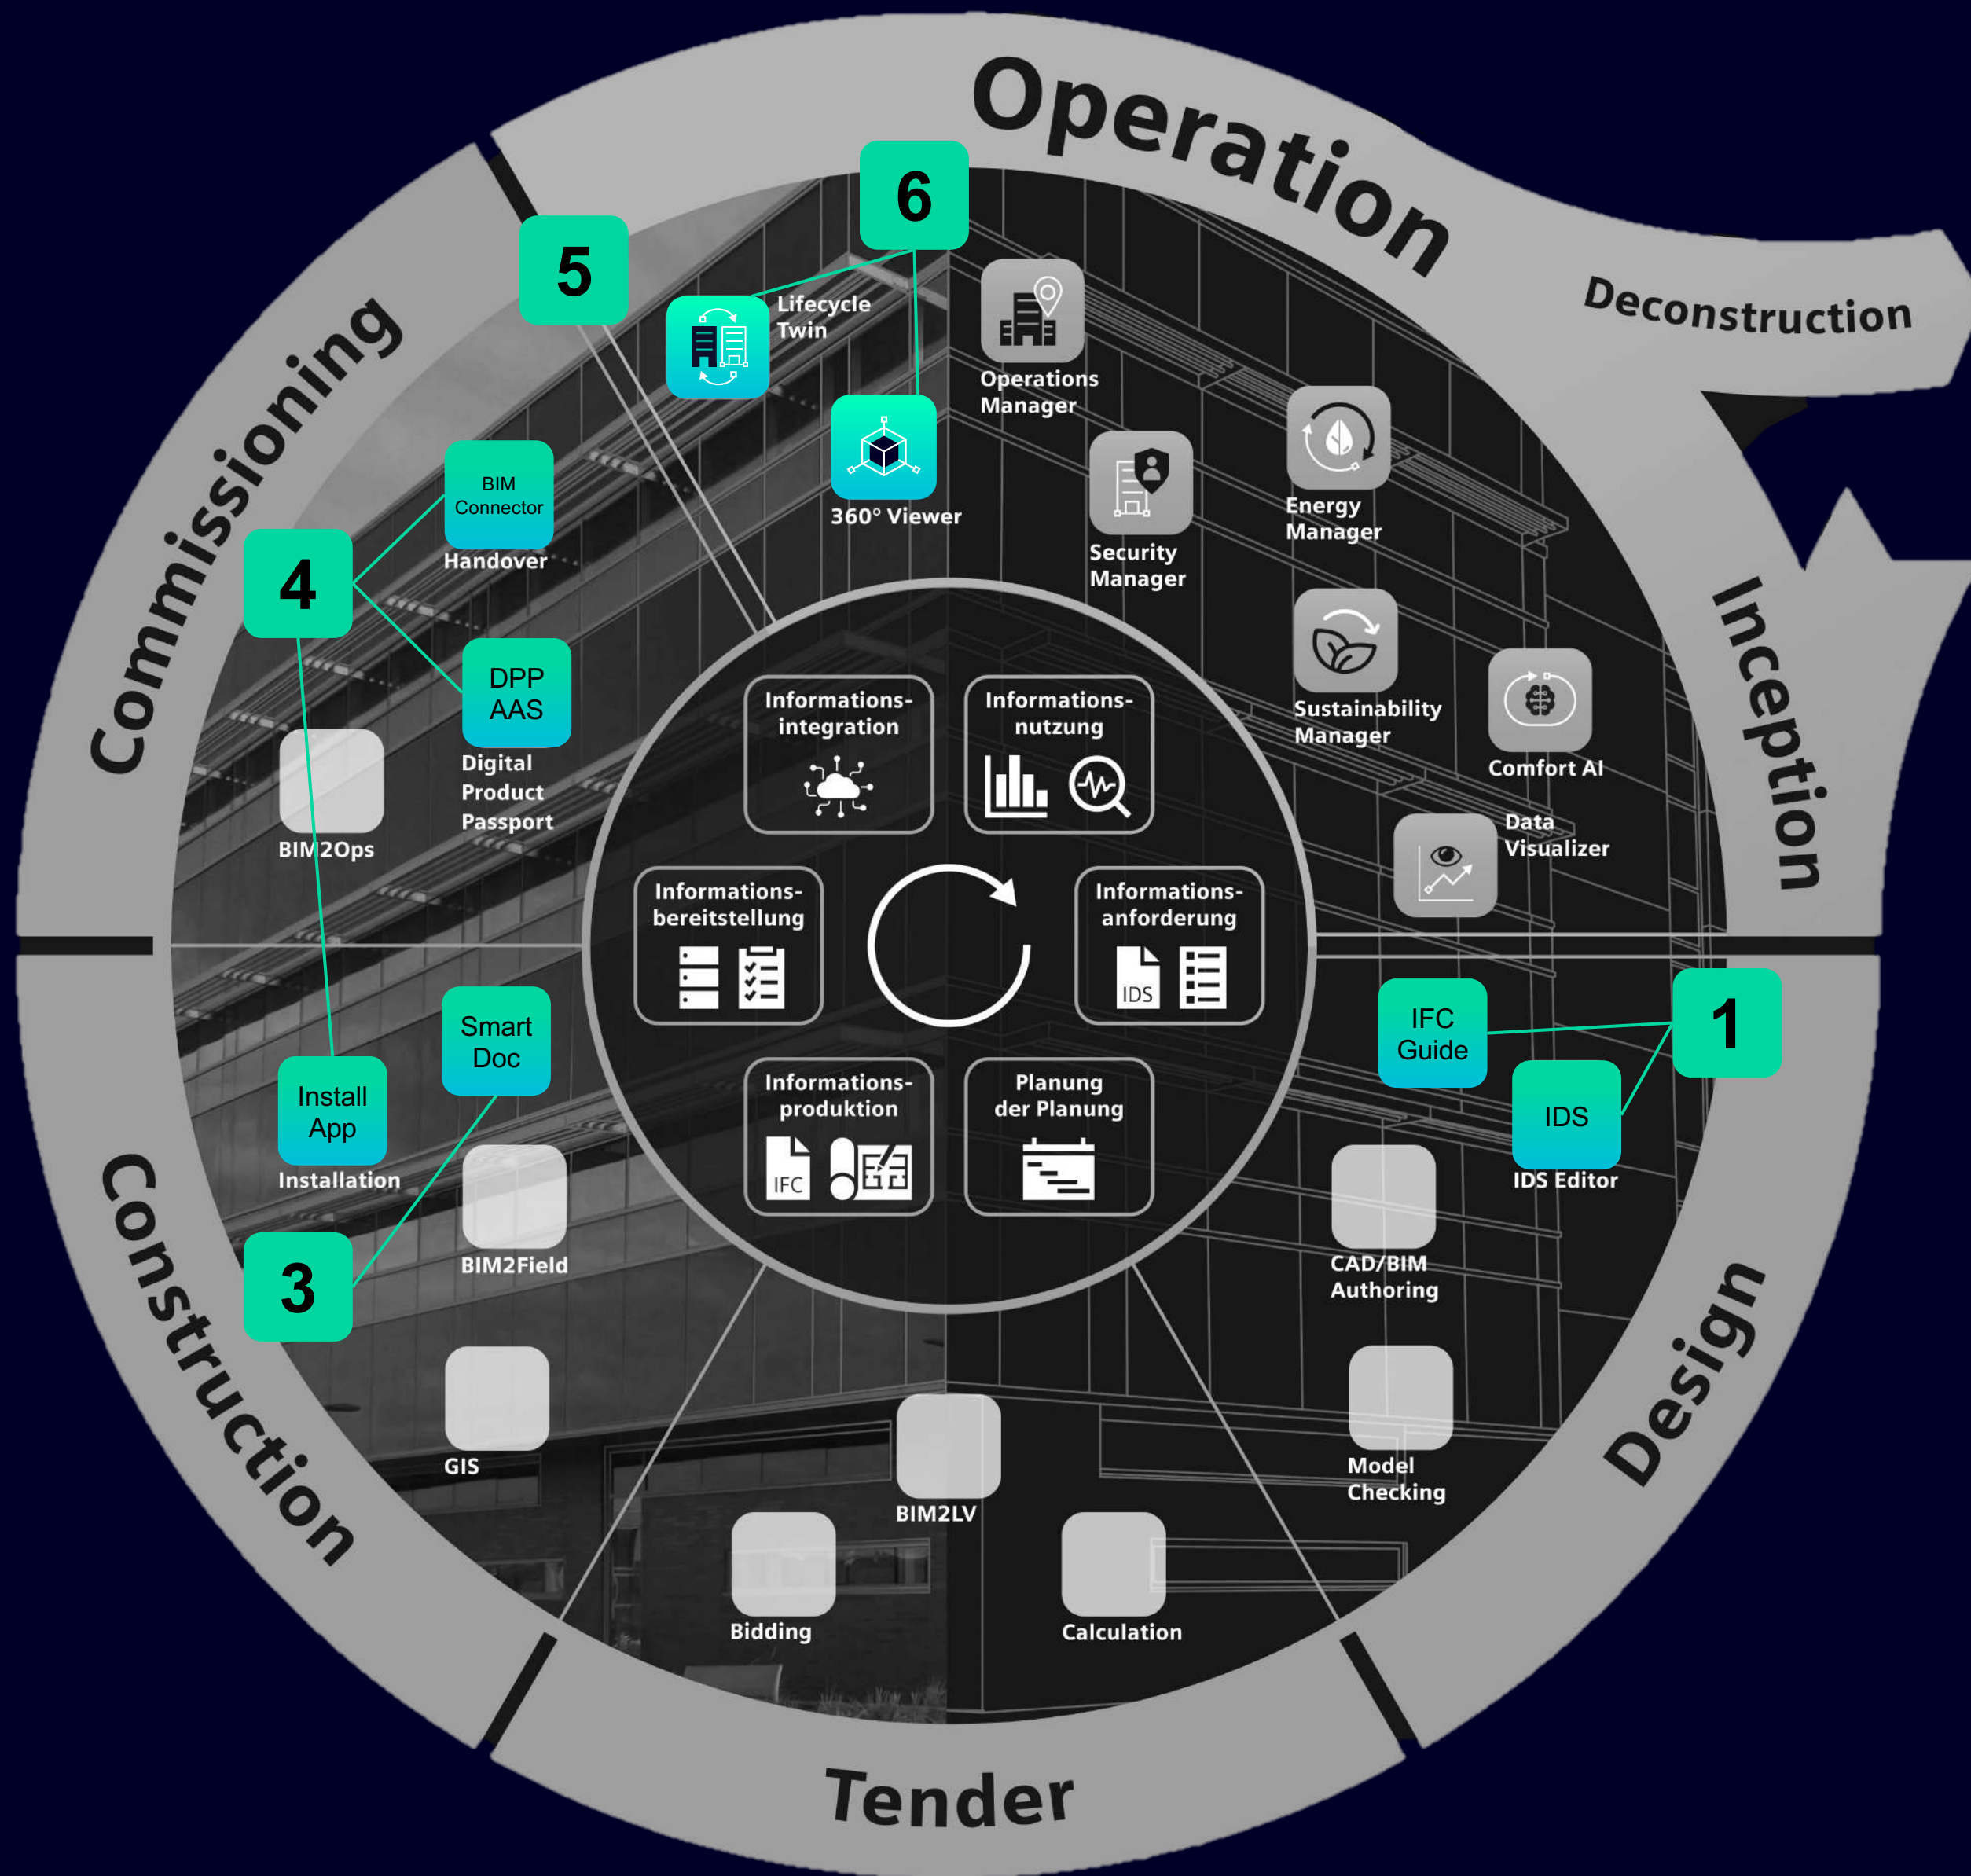 Operation
Deconstruction
Inception
Design
Tender
Construction
Commissioning
6
5
Lifecycle
Twin
360° Viewer
Operations
Manager
Security
Manager
Energy
Manager
Sustainability
Manager
Comfort AI
Data
Visualizer
BIM
Connector
Handover
4
DPP
AAS
Digital
Product
Passport
BIM2Ops
Informations-
integration
Informations-
nutzung
Informations-
bereitstellung
Informations-
anforderung
IDS
Informations-
produktion
IFC
Planung
der Planung
1
IFC
Guide
IDS
IDS Editor
CAD/BIM
Authoring
Model
Checking
Smart
Doc
Install
App
Installation
3
BIM2Field
GIS
BIM2LV
Bidding
Calculation